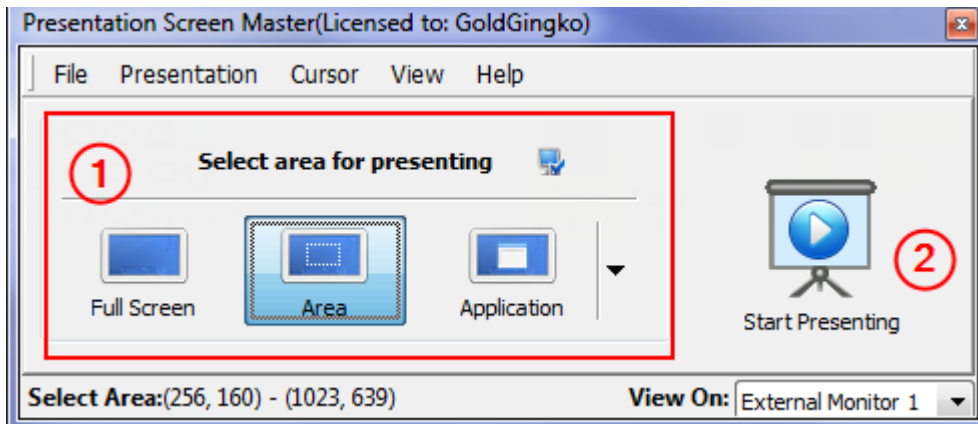 Presentation Screen Master(Licensed to: GoldGingko)
File Presentation Cursor View Help
1 Select area for presenting
Full Screen Area Application
2
Start Presenting
Select Area:(256, 160) - (1023, 639) View On: External Monitor 1